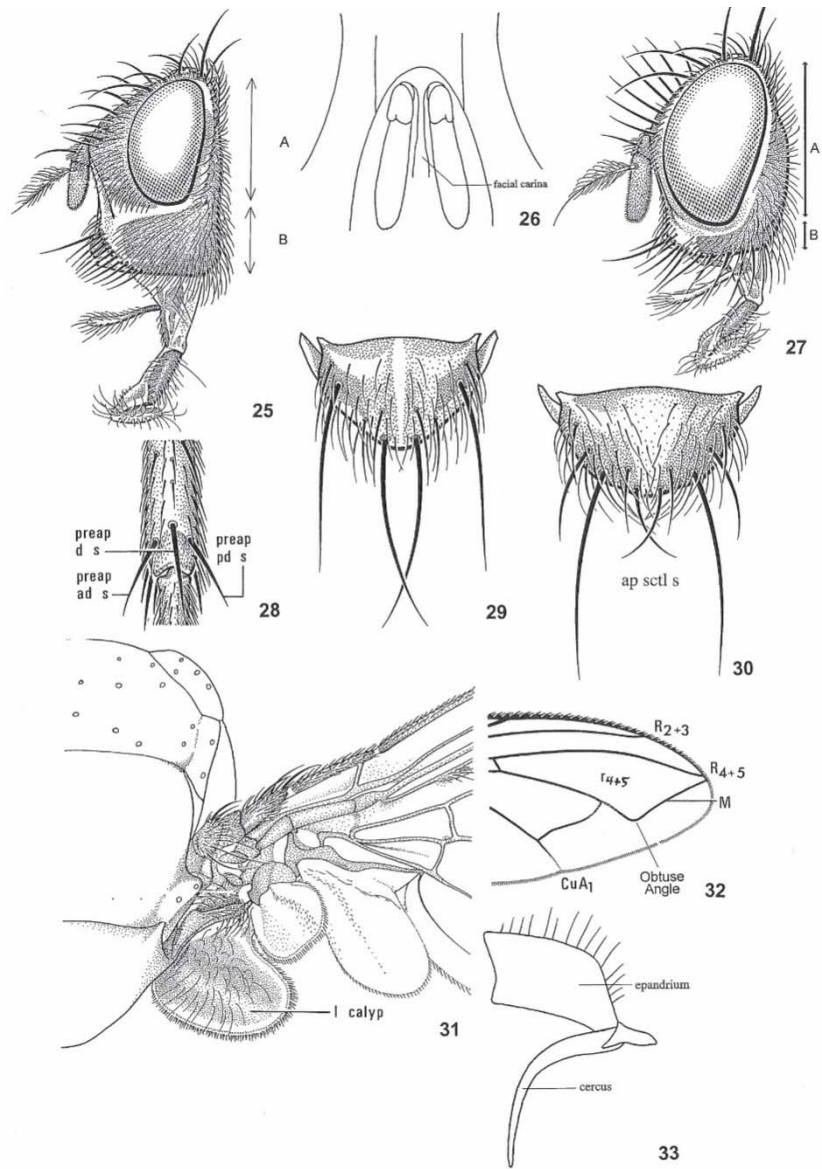 A
B
25
facial carina
26
A
B
27
preap
d s
preap
pd s
preap
ad s
28
29
ap sctl s
30
l calyp
31
R2+3
R4+5
r4+5
M
Obtuse
Angle
CuA1
32
epandrium
cercus
33